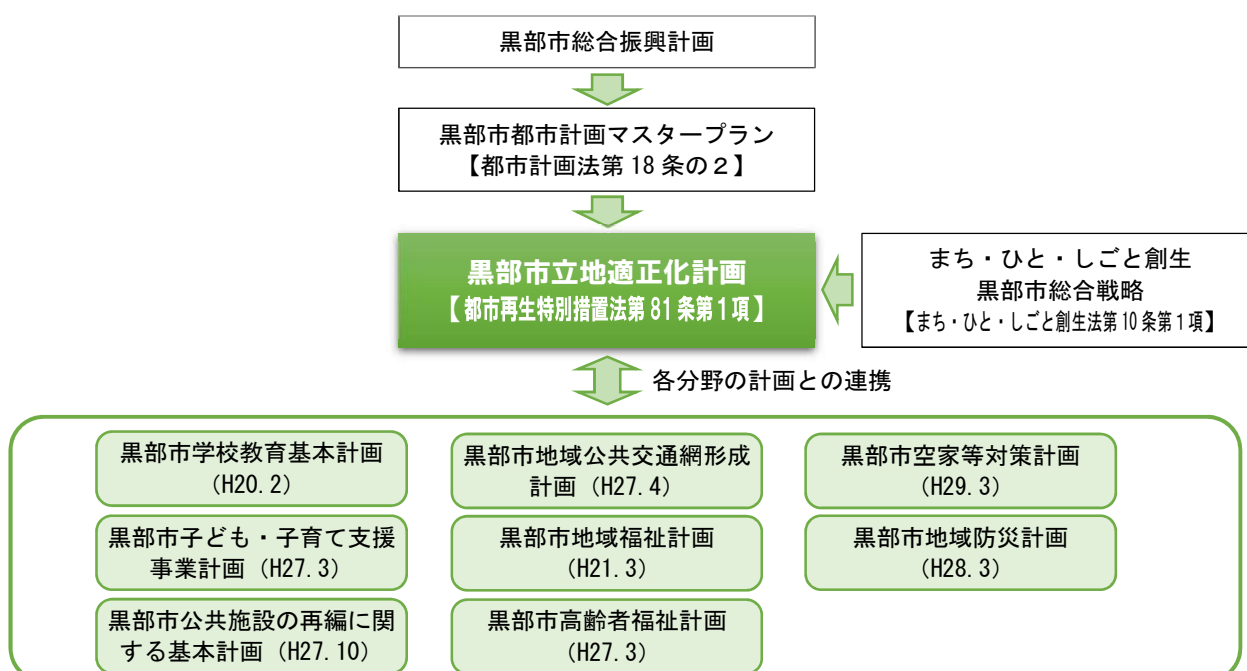 黒部市総合振興計画
黒部市都市計画マスタープラン
【都市計画法第 18 条の２】
黒部市立地適正化計画
【都市再生特別措置法第 81 条第１項】
まち・ひと・しごと創生
黒部市総合戦略
【まち・ひと・しごと創生法第 10 条第１項】
各分野の計画との連携
黒部市学校教育基本計画
（H20.2）
黒部市子ども・子育て支援
事業計画（H27.3）
黒部市公共施設の再編に関
する基本計画（H27.10）
黒部市地域公共交通網形成
計画（H27.4）
黒部市地域福祉計画
（H21.3）
黒部市高齢者福祉計画
（H27.3）
黒部市空家等対策計画
（H29.3）
黒部市地域防災計画
（H28.3）